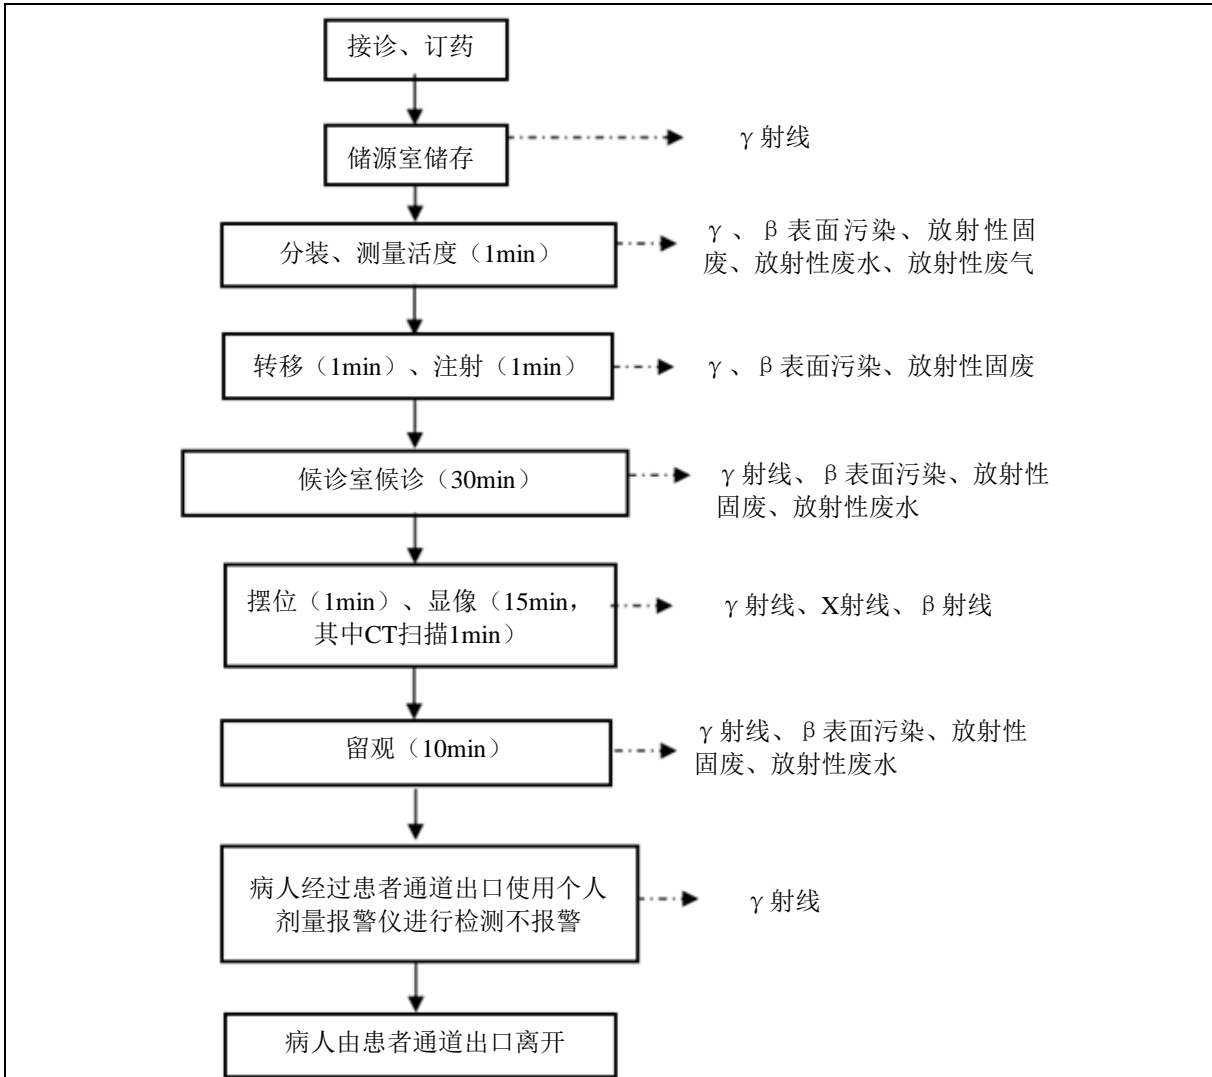 接诊、订药
储源室储存
γ 射线
分装、测量活度（1min）
γ 、β 表面污染、放射性固
废、放射性废水、放射性废气
转移（1min）、注射（1min）
γ 、β 表面污染、放射性固废
候诊室候诊（30min）
γ 射线、β 表面污染、放射性
固废、放射性废水
摆位（1min）、显像（15min，
其中CT扫描1min）
γ 射线、X射线、β 射线
留观（10min）
γ 射线、β 表面污染、放射性
固废、放射性废水
病人经过患者通道出口使用个人
剂量报警仪进行检测不报警
γ 射线
病人由患者通道出口离开